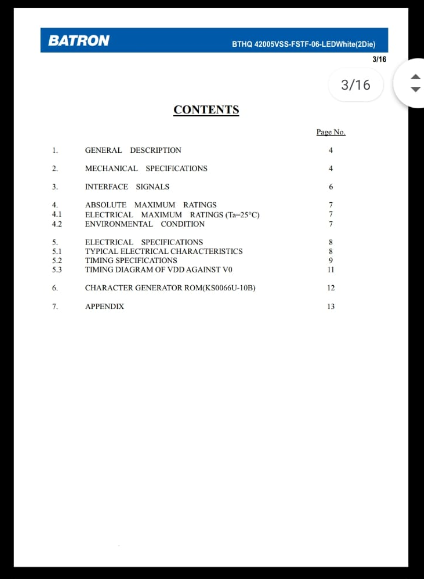 BATRON
BTHQ 42005VSS-FSTF-06-LEDWhite(2Die)
3/16
3/16
CONTENTS
Page No.
1. GENERAL DESCRIPTION 4
2. MECHANICAL SPECIFICATIONS 4
3. INTERFACE SIGNALS 6
4. ABSOLUTE MAXIMUM RATINGS 7
4.1 ELECTRICAL MAXIMUM RATINGS (Ta=25°C) 7
4.2 ENVIRONMENTAL CONDITION 7
5. ELECTRICAL SPECIFICATIONS 8
5.1 TYPICAL ELECTRICAL CHARACTERISTICS 8
5.2 TIMING SPECIFICATIONS 9
5.3 TIMING DIAGRAM OF VDD AGAINST V0 11
6. CHARACTER GENERATOR ROM(KS0066U-10B) 12
7. APPENDIX 13